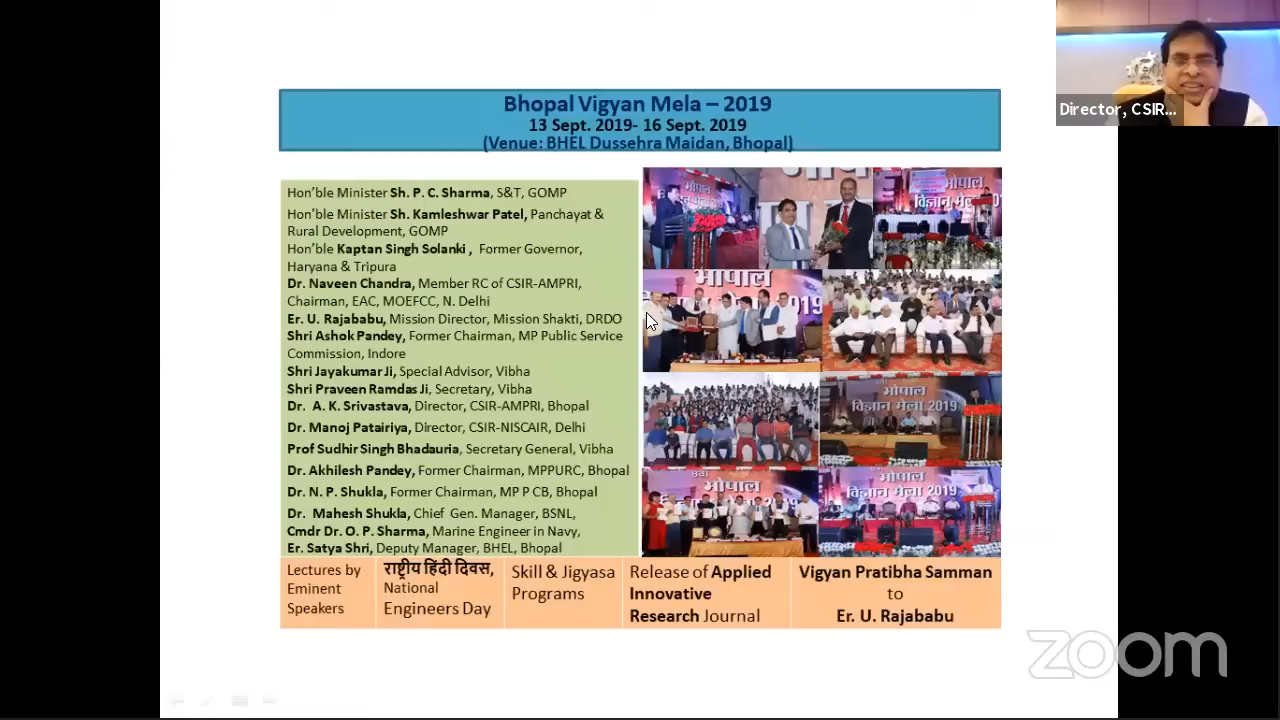 Bhopal Vigyan Mela – 2019
13 Sept. 2019- 16 Sept. 2019
(Venue: BHEL Dussehra Maidan, Bhopal)
Director, CSIR...
Hon'ble Minister Sh. P. C. Sharma, S&T, GOMP
Hon'ble Minister Sh. Kamleshwar Patel, Panchayat &
Rural Development, GOMP
Hon'ble Kaptan Singh Solanki , Former Governor,
Haryana & Tripura
Dr. Naveen Chandra, Member RC of CSIR-AMPRI,
Chairman, EAC, MOEFCC, N. Delhi
Er. U. Rajababu, Mission Director, Mission Shakti, DRDO
Shri Ashok Pandey, Former Chairman, MP Public Service
Commission, Indore
Shri Jayakumar Ji, Special Advisor, Vibha
Shri Praveen Ramdas Ji, Secretary, Vibha
Dr. A. K. Srivastava, Director, CSIR-AMPRI, Bhopal
Dr. Manoj Patairiya, Director, CSIR-NISCAIR, Delhi
Prof Sudhir Singh Bhadauria, Secretary General, Vibha
Dr. Akhilesh Pandey, Former Chairman, MPPURC, Bhopal
Dr. N. P. Shukla, Former Chairman, MP P CB, Bhopal
Dr. Mahesh Shukla, Chief Gen. Manager, BSNL,
Cmdr Dr. O. P. Sharma, Marine Engineer in Navy,
Er. Satya Shri, Deputy Manager, BHEL, Bhopal
भोपाल
भोपाल
विज्ञान मेला 2019
भोपाल
2019
भोपाल
विज्ञान मेला 2019
भोपाल
भोपाल
विज्ञान मेला 2019
Lectures by
Eminent
Speakers
राष्ट्रीय हिंदी दिवस,
National
Engineers Day
Skill & Jigyasa
Programs
Release of Applied
Innovative
Research Journal
Vigyan Pratibha Samman
to
Er. U. Rajababu
zoom